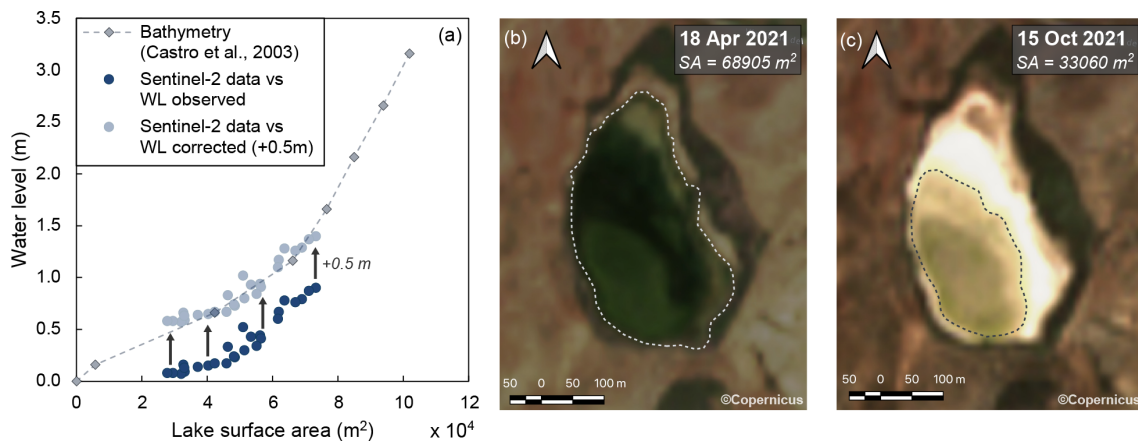 (a)
Bathymetry
(Castro et al., 2003)
Sentinel-2 data vs
WL observed
Sentinel-2 data vs
WL corrected (+0.5m)
3.5
3.0
2.5
2.0
1.5
1.0
0.5
0.0
Water level (m)
+0.5 m
0
2
4
6
8
10
12
Lake surface area (m²)
x 10⁴
(b)
18 Apr 2021
SA = 68905 m²
50 0 50 100 m
©Copernicus
(c)
15 Oct 2021
SA = 33060 m²
50 0 50 100 m
©Copernicus